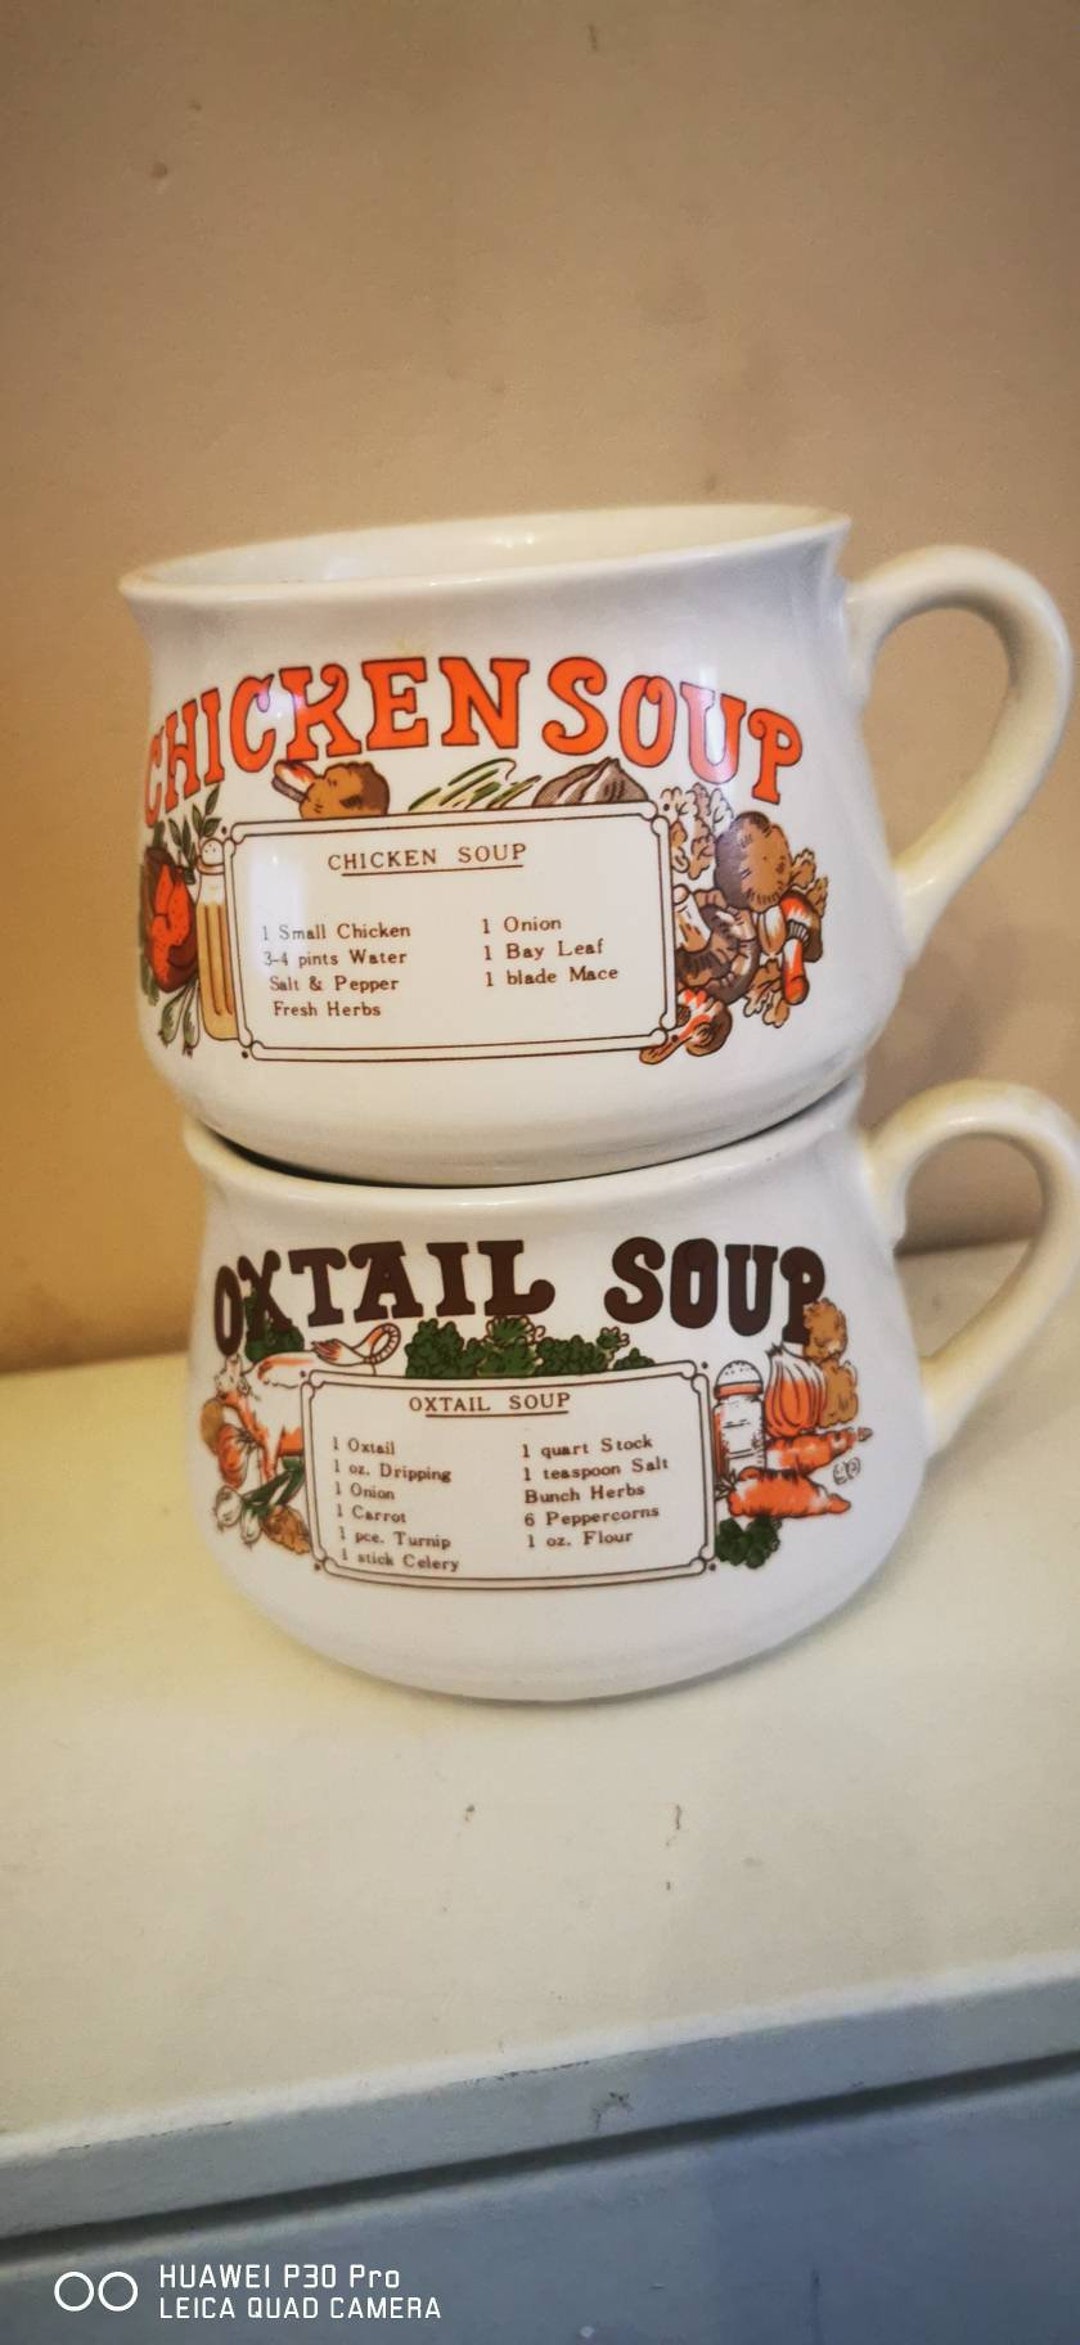 CHICKEN SOUP
CHICKEN SOUP
1 Small Chicken
3-4 pints Water
Salt & Pepper
Fresh Herbs
1 Onion
1 Bay Leaf
1 blade Mace
OXTAIL SOUP
OXTAIL SOUP
1 Oxtail
1 oz. Dripping
1 Onion
1 Carrot
1 pce. Turnip
1 stick Celery
1 quart Stock
1 teaspoon Salt
Bunch Herbs
6 Peppercorns
1 oz. Flour
HUAWEI P30 Pro
LEICA QUAD CAMERA